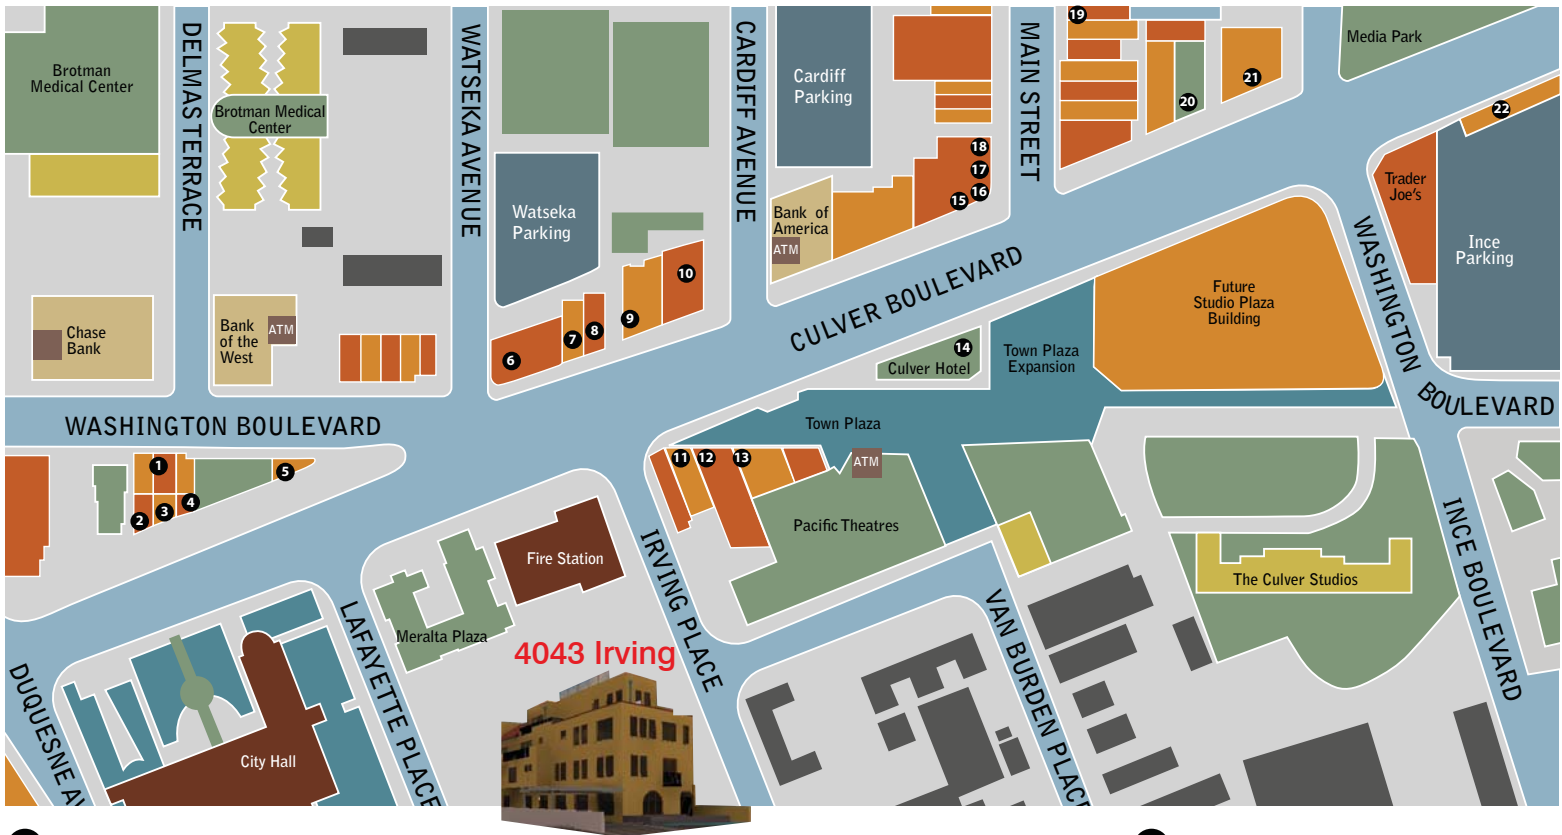 Brotman
Medical Center
DELMAS TERRACE
Brotman Medical
Center
WATSEKA AVENUE
Watseka
Parking
CARDIFF AVENUE
Cardiff
Parking
MAIN STREET
19
20
21
Media Park
22
Trader
Joe's
Ince
Parking
18
17
16
15
Bank of
America
ATM
10
9
8
7
6
Chase
Bank
Bank
of the
West
ATM
CULVER BOULEVARD
Future
Studio Plaza
Building
WASHINGTON BOULEVARD
14
Culver Hotel
Town Plaza
Expansion
WASHINGTON BOULEVARD
Town Plaza
1
2
3
4
5
11
12
13
ATM
Pacific Theatres
Fire Station
IRVING PLACE
Meralta Plaza
LAFAYETTE PLACE
4043 Irving
The Culver Studios
INCE BOULEVARD
VAN BURDEN PLACE
DUQUESNE AV
City Hall